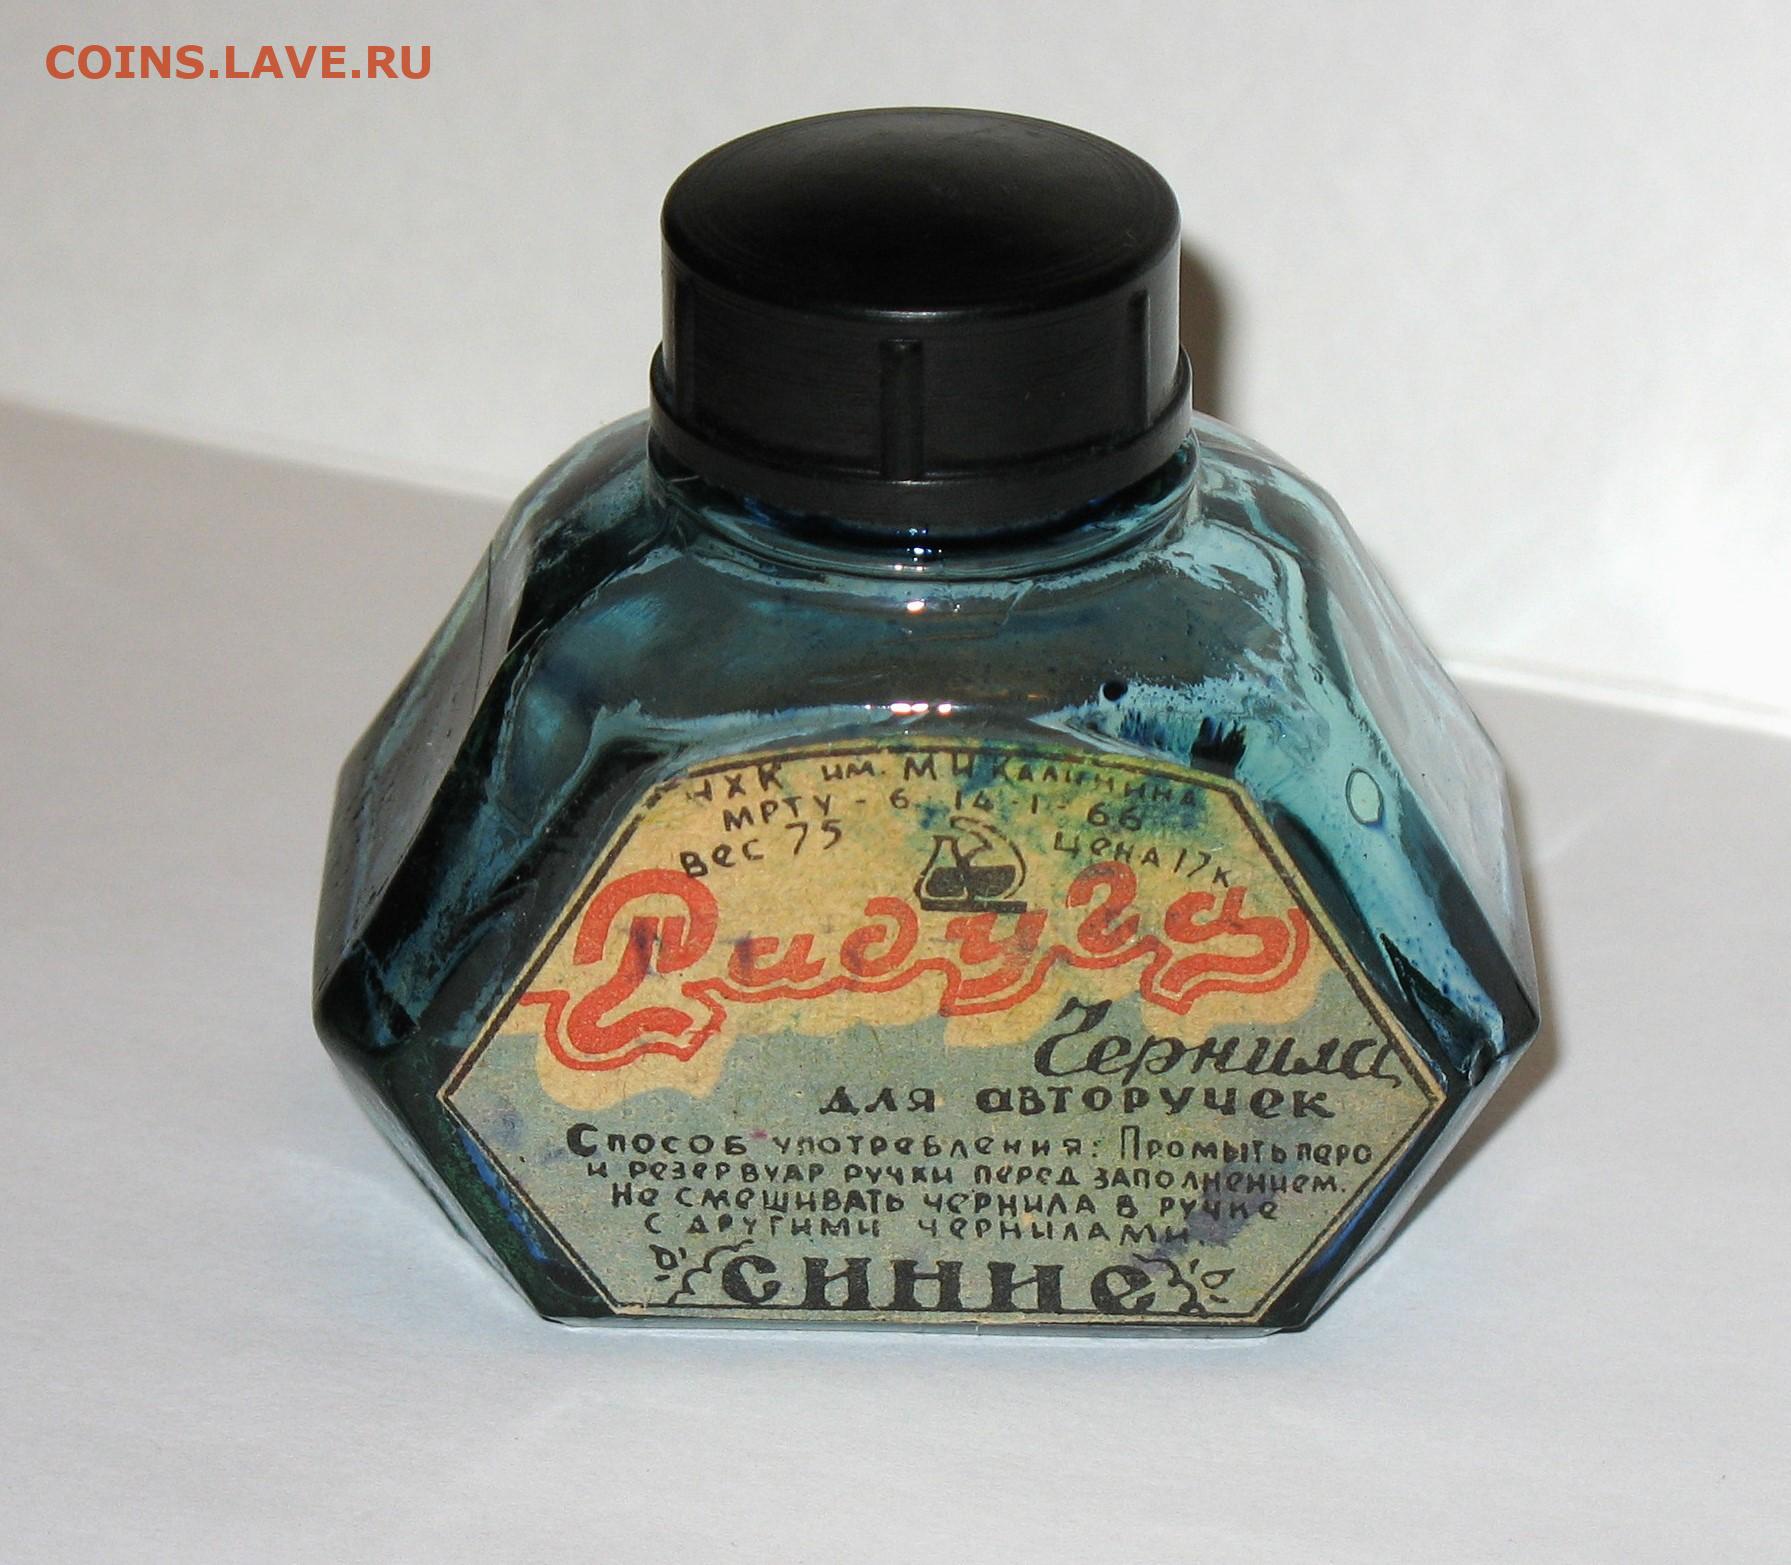 COINS.LAVE.RU
НХК им. М И Калинина
МРТУ - 6 - 14 - 1 - 66
Вес 75 Цена 17 к
Радуга
Чернила
для авторучек
Способ употребления: Промыть перо
и резервуар ручки перед заполнением.
Не смешивать чернила в ручке
с другими чернилами.
синие